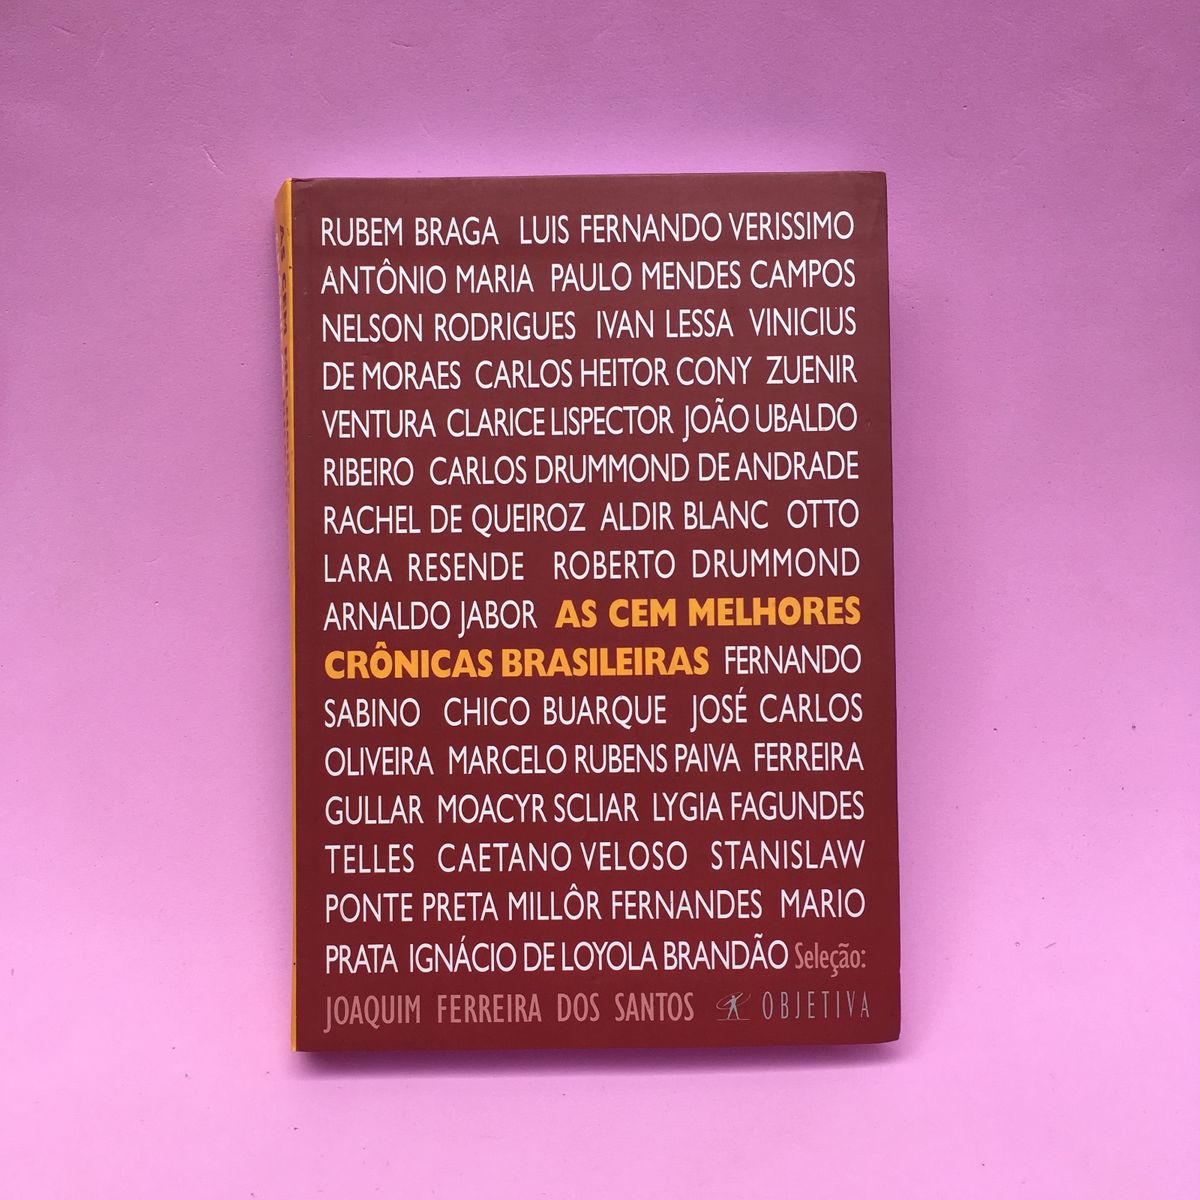 RUBEM BRAGA LUIS FERNANDO VERISSIMO
ANTÔNIO MARIA PAULO MENDES CAMPOS
NELSON RODRIGUES IVAN LESSA VINICIUS
DE MORAES CARLOS HEITOR CONY ZUENIR
VENTURA CLARICE LISPECTOR JOÃO UBALDO
RIBEIRO CARLOS DRUMMOND DE ANDRADE
RACHEL DE QUEIROZ ALDIR BLANC OTTO
LARA RESENDE ROBERTO DRUMMOND
ARNALDO JABOR AS CEM MELHORES
CRÔNICAS BRASILEIRAS FERNANDO
SABINO CHICO BUARQUE JOSÉ CARLOS
OLIVEIRA MARCELO RUBENS PAIVA FERREIRA
GULLAR MOACYR SCLIAR LYGIA FAGUNDES
TELLES CAETANO VELOSO STANISLAW
PONTE PRETA MILLÔR FERNANDES MARIO
PRATA IGNÁCIO DE LOYOLA BRANDÃO Seleção:
JOAQUIM FERREIRA DOS SANTOS OBJETIVA